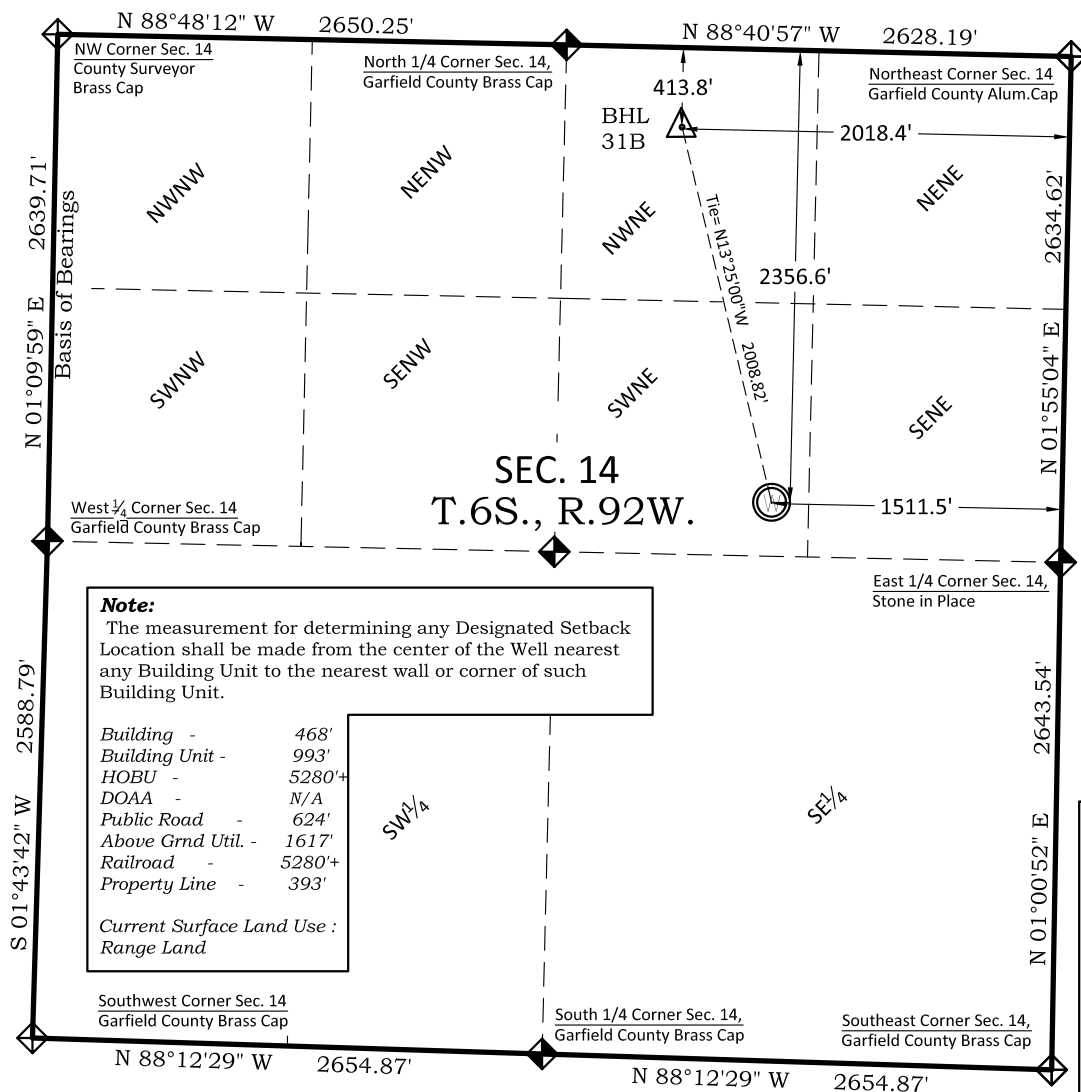 N 88°48'12" W 2650.25'
N 88°40'57" W 2628.19'
NW Corner Sec. 14
County Surveyor
Brass Cap
North 1/4 Corner Sec. 14,
Garfield County Brass Cap
Northeast Corner Sec. 14
Garfield County Alum.Cap
413.8'
BHL
31B
2018.4'
N 01°09'59" E 2639.71'
Basis of Bearings
NWNW
NENW
NWNE
NENE
Tie= N13°25'00"W 2008.82'
2356.6'
N 01°55'04" E 2634.62'
SWNW
SENW
SWNE
SENE
SEC. 14
T.6S., R.92W.
1511.5'
West 1/4 Corner Sec. 14
Garfield County Brass Cap
East 1/4 Corner Sec. 14,
Stone in Place
Note:
The measurement for determining any Designated Setback
Location shall be made from the center of the Well nearest
any Building Unit to the nearest wall or corner of such
Building Unit.
Building - 468'
Building Unit - 993'
HOBU - 5280'+
DOAA - N/A
Public Road - 624'
Above Grnd Util. - 1617'
Railroad - 5280'+
Property Line - 393'
Current Surface Land Use :
Range Land
S 01°43'42" W 2588.79'
SW1/4
SE1/4
N 01°00'52" E 2643.54'
Southwest Corner Sec. 14
Garfield County Brass Cap
South 1/4 Corner Sec. 14,
Garfield County Brass Cap
Southeast Corner Sec. 14,
Garfield County Brass Cap
N 88°12'29" W 2654.87'
N 88°12'29" W 2654.87'